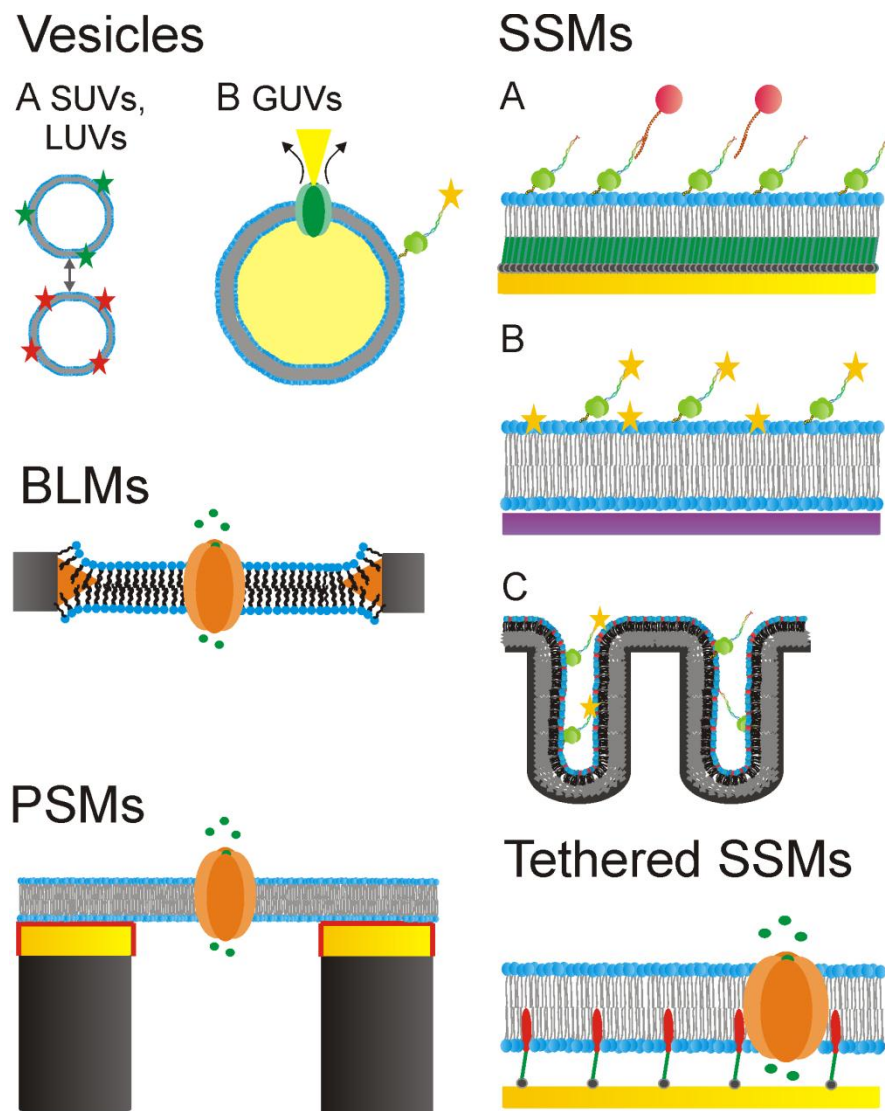 Vesicles
A SUVs,
LUVs
B GUVs
BLMs
PSMs
SSMs
A
B
C
Tethered SSMs